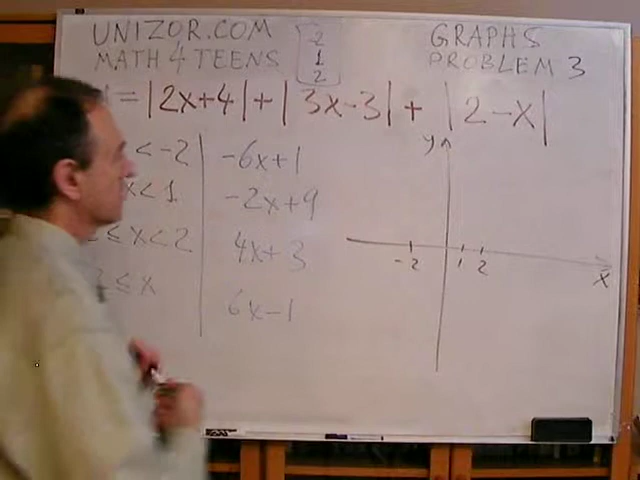 UNIZOR.COM
MATH 4 TEENS
-2
1
2
GRAPHS
PROBLEM 3
= |2x+4| + |3x-3| + |2-x|
< -2 | -6x+1
x < 1 | -2x+9
≤ x < 2 | 4x+3
2 ≤ x | 6x-1
y
-2 1 2
x